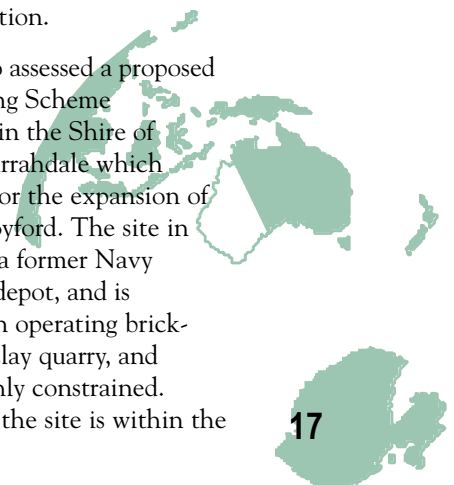 tion.
assessed a proposed
ng Scheme
in the Shire of
rrahdale which
or the expansion of
yford. The site in
a former Navy
depot, and is
n operating brick-
lay quarry, and
nly constrained.
the site is within the
17